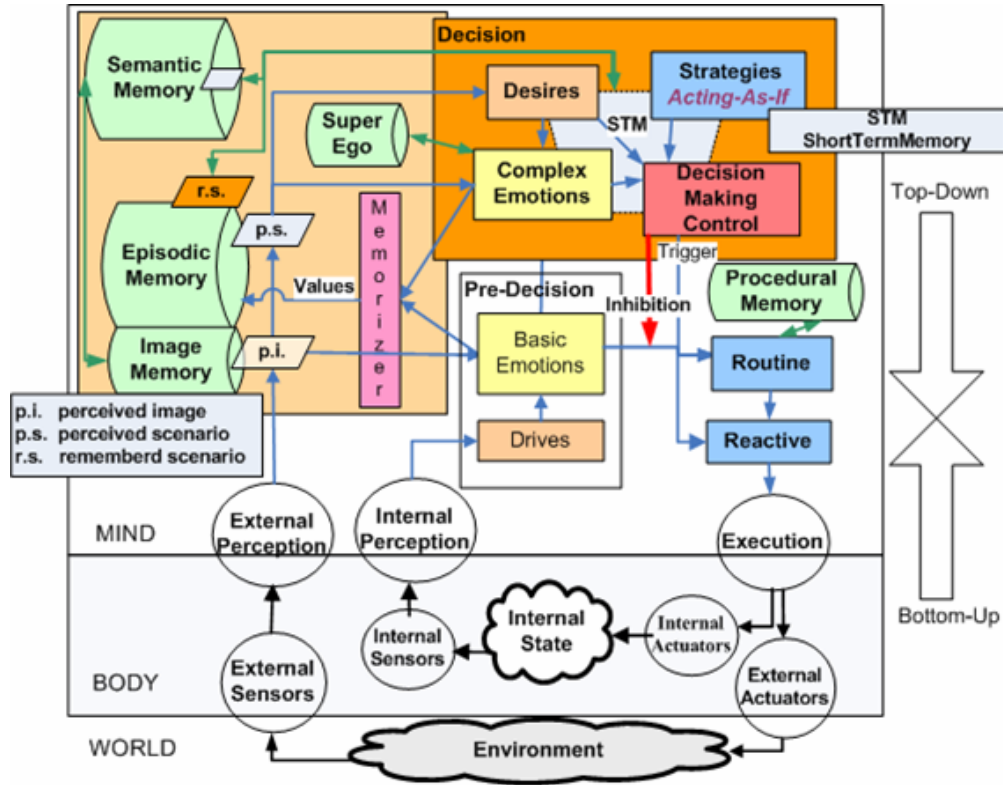 Decision
Semantic
Memory
Desires
Strategies
Acting-As-If
Super
Ego
STM
STM
ShortTermMemory
Complex
Emotions
Decision
Making
Control
r.s.
p.s.
Memorizer
Top-Down
Episodic
Memory
Values
Trigger
Pre-Decision
Inhibition
Procedural
Memory
Image
Memory
p.i.
Basic
Emotions
Routine
p.i. perceived image
p.s. perceived scenario
r.s. rememberd scenario
Drives
Reactive
MIND
External
Perception
Internal
Perception
Execution
Bottom-Up
Internal
State
Internal
Sensors
Internal
Actuators
BODY
External
Sensors
External
Actuators
WORLD
Environment